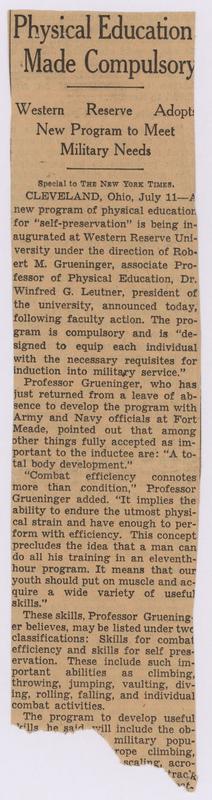 Physical Education
Made Compulsory
Western Reserve Adopts
New Program to Meet
Military Needs
Special to THE NEW YORK TIMES.
CLEVELAND, Ohio, July 11—A
new program of physical education
for "self-preservation" is being in-
augurated at Western Reserve Uni-
versity under the direction of Rob-
ert M. Grueninger, associate Pro-
fessor of Physical Education, Dr.
Winfred G. Leutner, president of
the university, announced today,
following faculty action. The pro-
gram is compulsory and is "de-
signed to equip each individual
with the necessary requisites for
induction into military service."
Professor Grueninger, who has
just returned from a leave of ab-
sence to develop the program with
Army and Navy officials at Fort
Meade, pointed out that among
other things fully accepted as im-
portant to the inductee are: "A to-
tal body development."
"Combat efficiency connotes
more than condition," Professor
Grueninger added. "It implies the
ability to endure the utmost physi-
cal strain and have enough to per-
form with efficiency. This concept
precludes the idea that a man can
do all his training in an eleventh-
hour program. It means that our
youth should put on muscle and ac-
quire a wide variety of useful
skills."
These skills, Professor Gruening-
er believes, may be listed under two
classifications: Skills for combat
efficiency and skills for self pres-
ervation. These include such im-
portant abilities as climbing,
throwing, jumping, vaulting, div-
ing, rolling, falling, and individual
combat activities.
The program to develop useful
skills he said will include the ob-
military popu-
rope climbing,
scaling, acro-
track